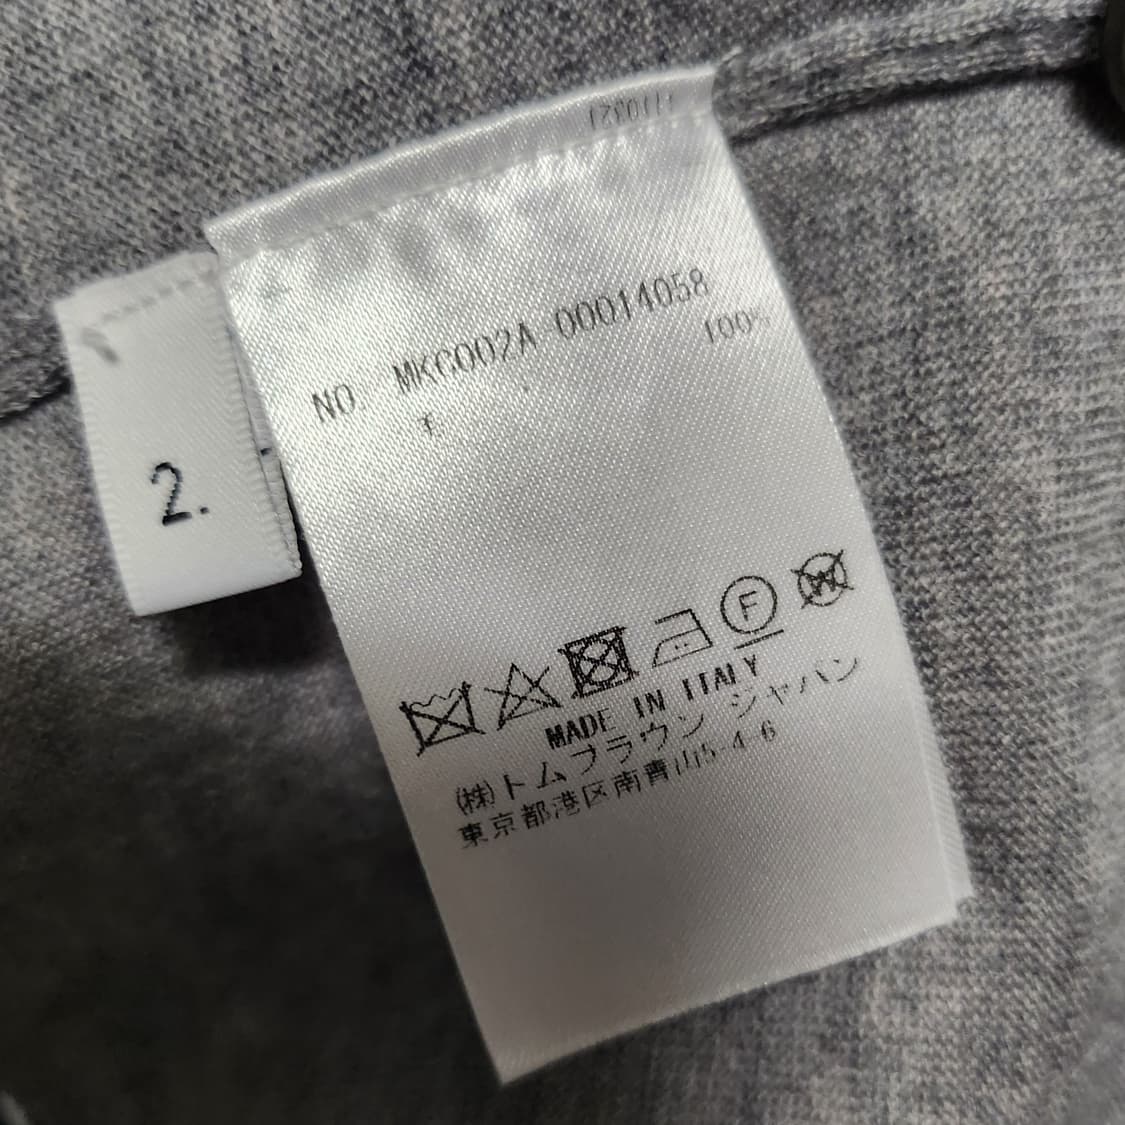 NO. MKC002A-00014058
100%
2.
F
W
MADE IN ITALY
(株)トムブラウン ジャパン
東京都港区南青山5-4-6